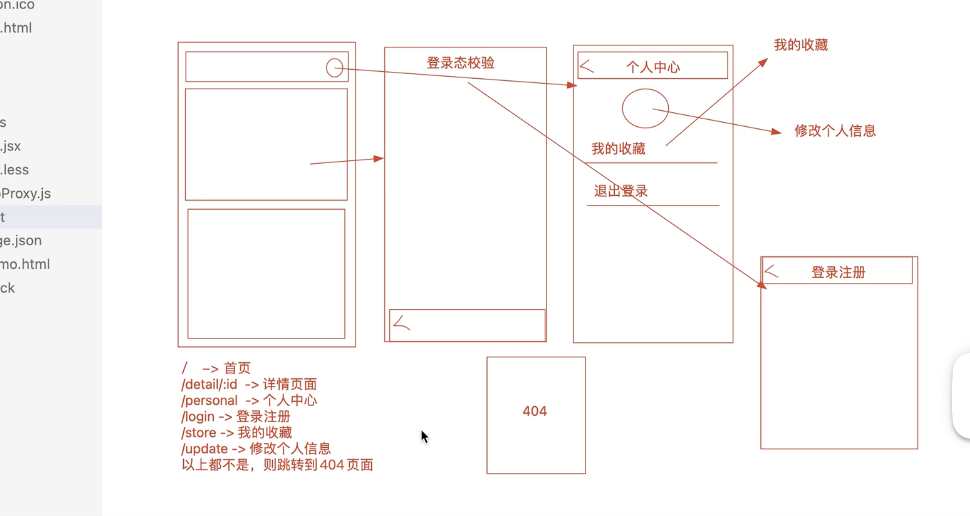 on.ico
.html
s
.jsx
.less
Proxy.js
t
ge.json
mo.html
ck
登录态校验
个人中心
我的收藏
修改个人信息
我的收藏
退出登录
登录注册
/ -> 首页
/detail/:id -> 详情页面
/personal -> 个人中心
/login -> 登录注册
/store -> 我的收藏
/update -> 修改个人信息
以上都不是，则跳转到404页面
404